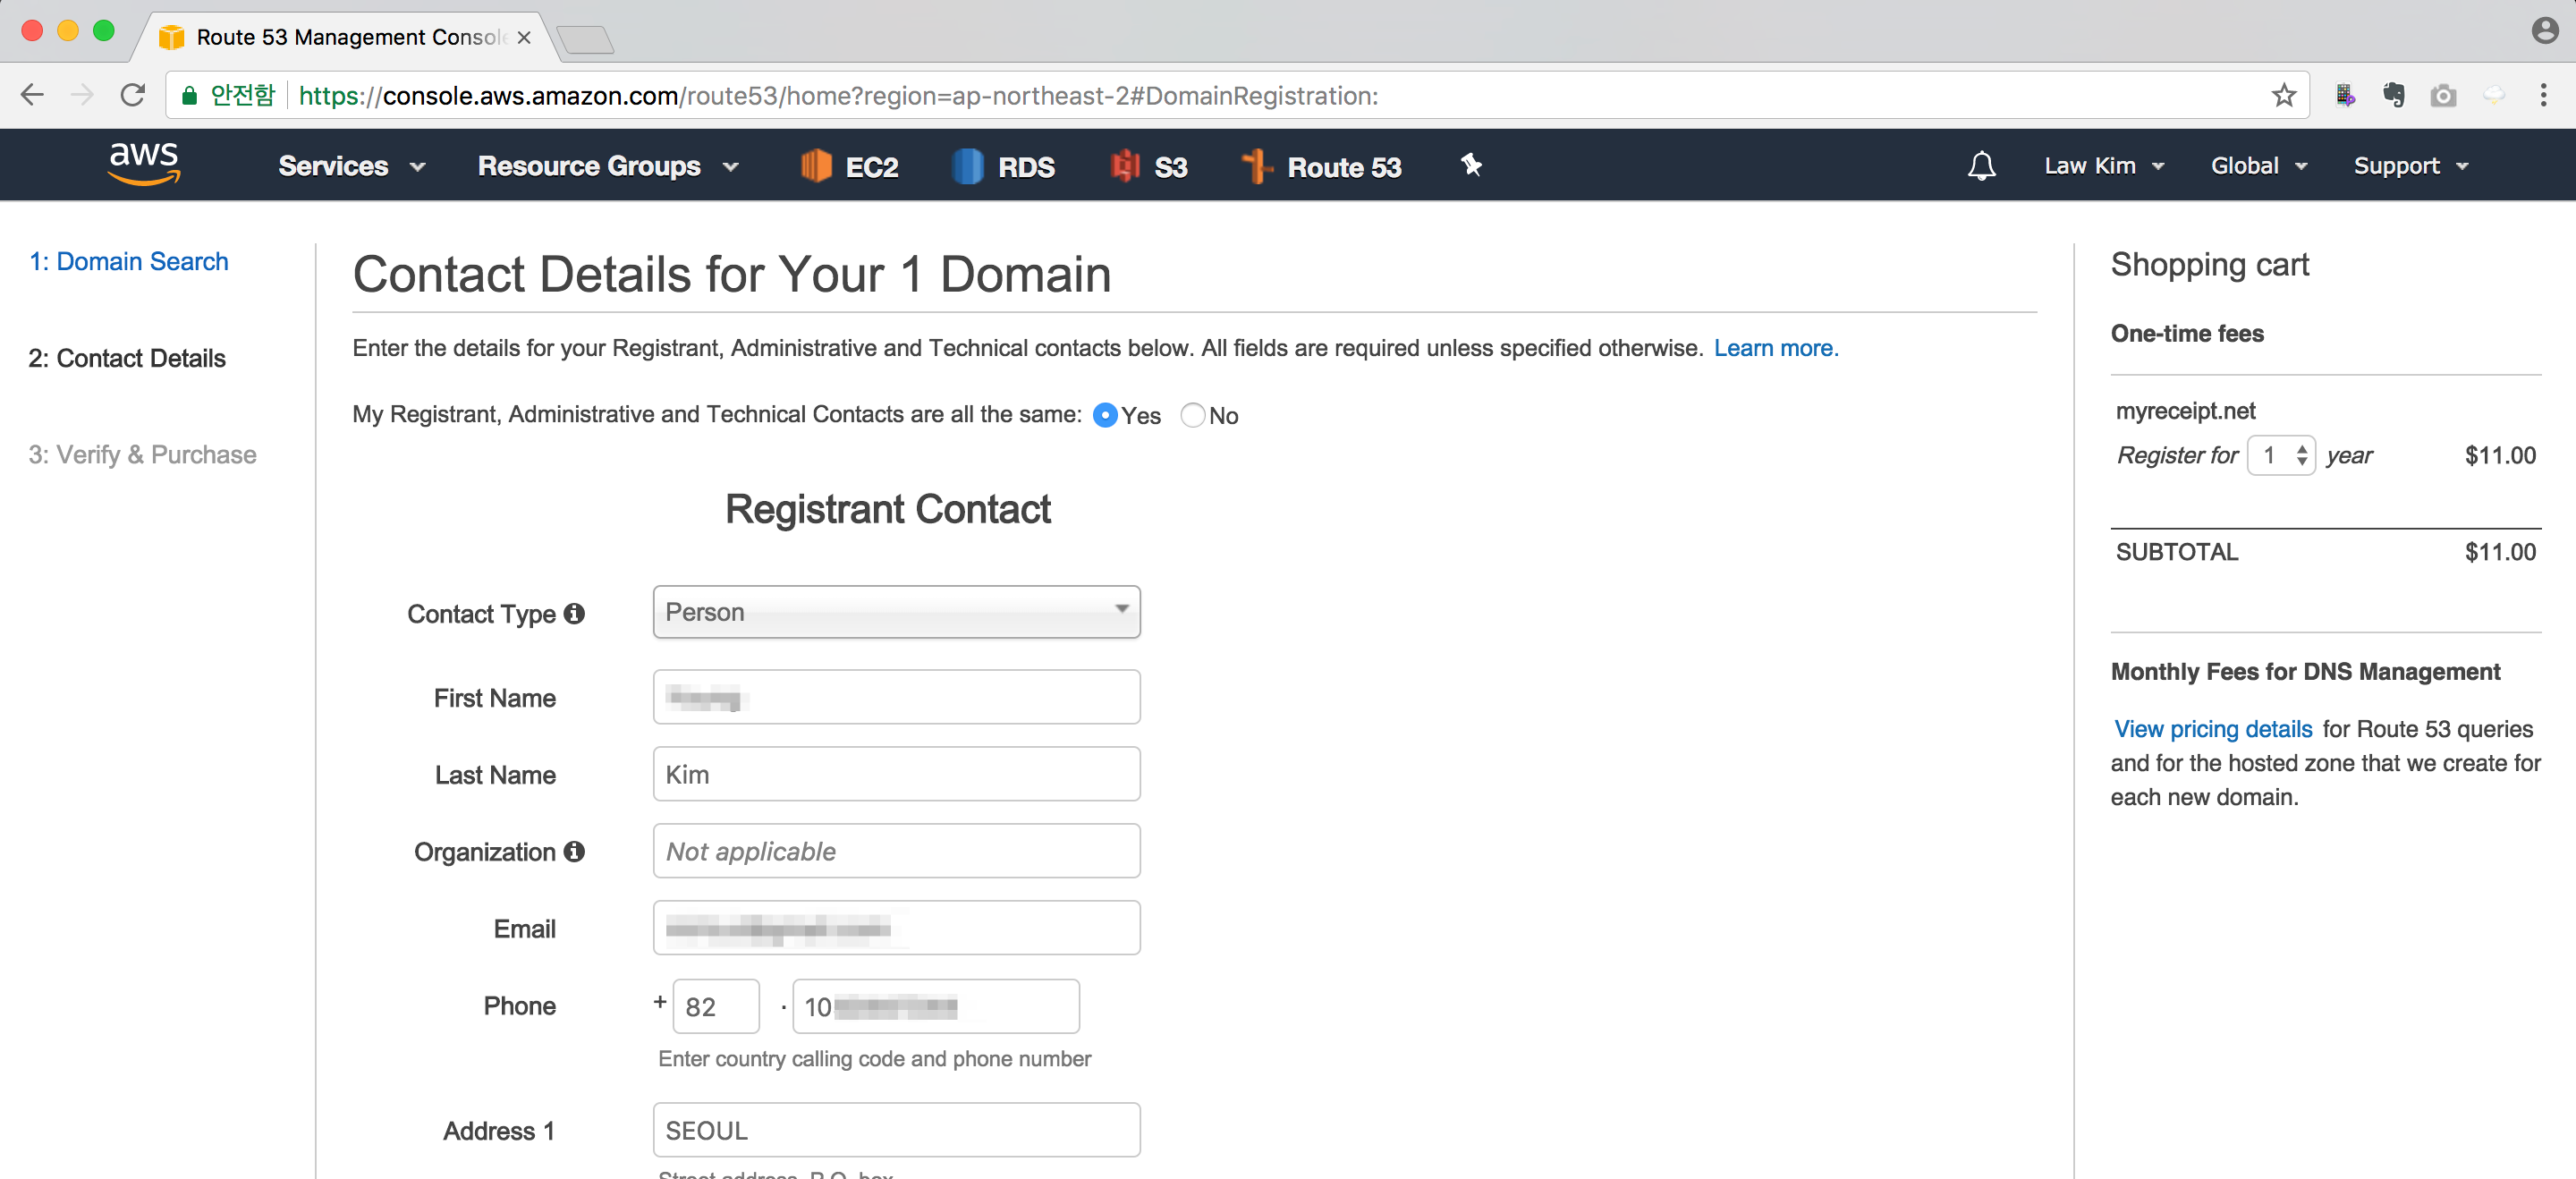 Route 53 Management Console
안전함 https://console.aws.amazon.com/route53/home?region=ap-northeast-2#DomainRegistration:
aws Services Resource Groups EC2 RDS S3 Route 53 Law Kim Global Support
1: Domain Search
2: Contact Details
3: Verify & Purchase
Contact Details for Your 1 Domain
Enter the details for your Registrant, Administrative and Technical contacts below. All fields are required unless specified otherwise. Learn more.
My Registrant, Administrative and Technical Contacts are all the same: Yes No
Registrant Contact
Contact Type Person
First Name
Last Name Kim
Organization Not applicable
Email
Phone + 82 . 10
Enter country calling code and phone number
Address 1 SEOUL
Street address, P.O. box
Shopping cart
One-time fees
myreceipt.net
Register for 1 year $11.00
SUBTOTAL $11.00
Monthly Fees for DNS Management
View pricing details for Route 53 queries
and for the hosted zone that we create for
each new domain.